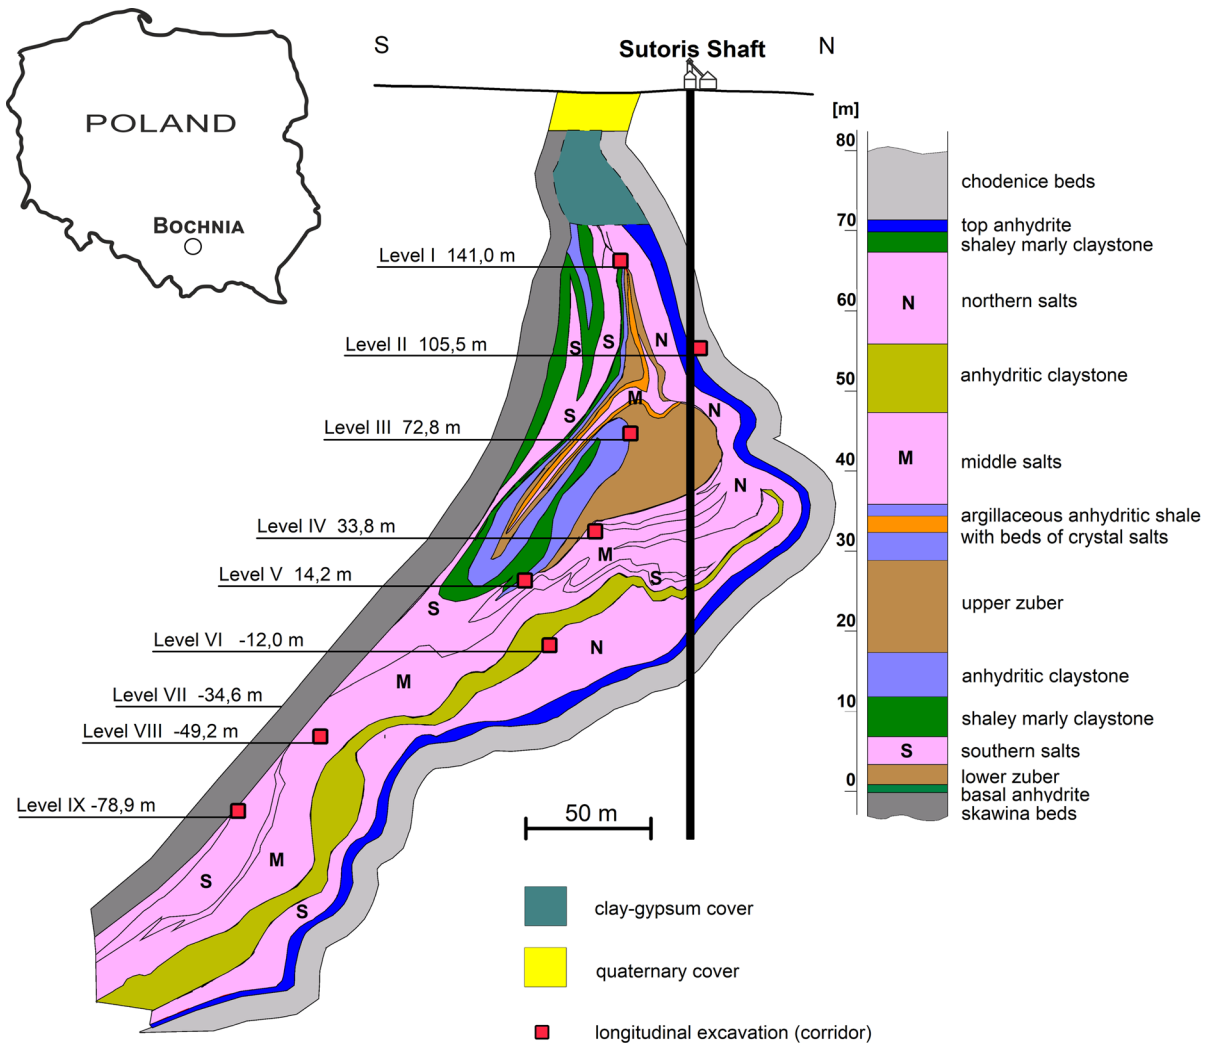 POLAND
BOCHNIA
S
Sutoris Shaft
N
[m]
80
70
60
50
40
30
20
10
0
Level I 141,0 m
Level II 105,5 m
Level III 72,8 m
Level IV 33,8 m
Level V 14,2 m
Level VI -12,0 m
Level VII -34,6 m
Level VIII -49,2 m
Level IX -78,9 m
S
S
N
S
M
N
N
M
S
S
N
M
M
S
S
50 m
chodenice beds
top anhydrite
shaley marly claystone
N
northern salts
anhydritic claystone
M
middle salts
argillaceous anhydritic shale
with beds of crystal salts
upper zuber
anhydritic claystone
shaley marly claystone
S
southern salts
lower zuber
basal anhydrite
skawina beds
clay-gypsum cover
quaternary cover
longitudinal excavation (corridor)